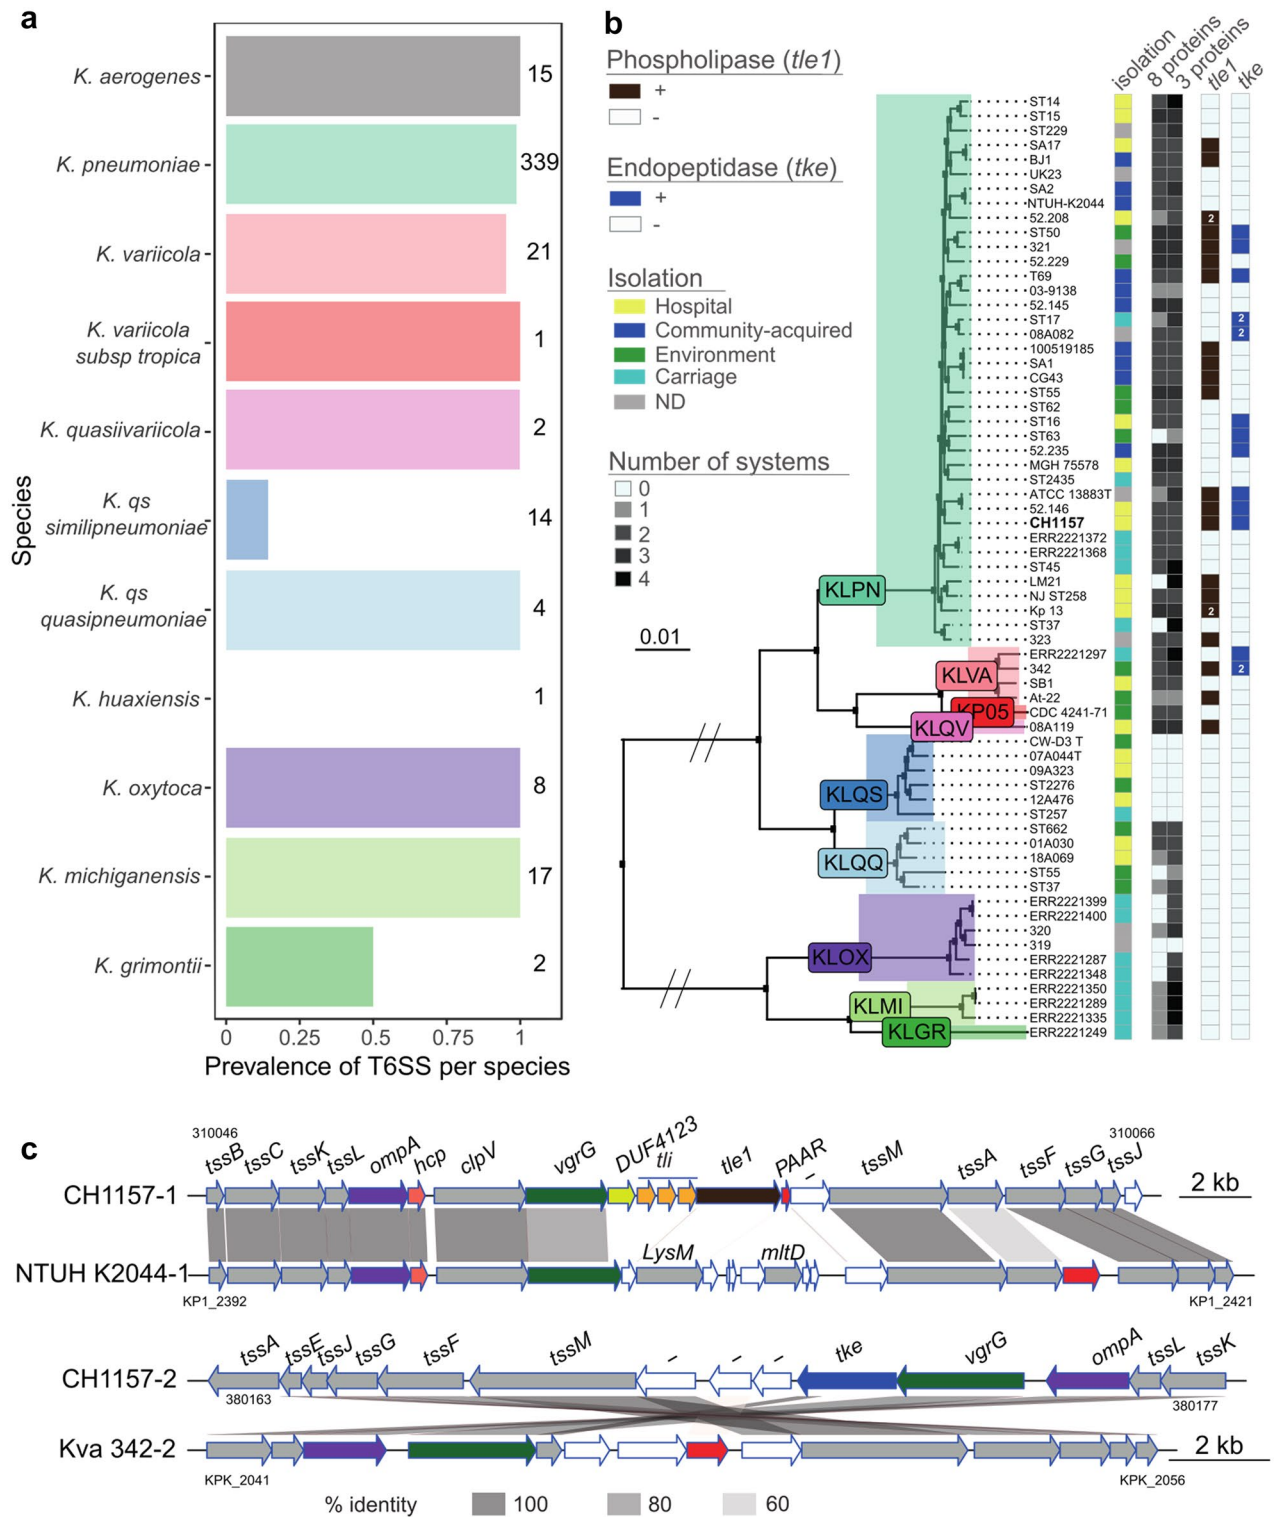 a
Species
K. aerogenes
15
K. pneumoniae
339
K. variicola
21
K. variicola
subsp tropica
1
K. quasiivariicola
2
K. qs
similipneumoniae
14
K. qs
quasipneumoniae
4
K. huaxiensis
1
K. oxytoca
8
K. michiganensis
17
K. grimontii
2
0 0.25 0.5 0.75 1
Prevalence of T6SS per species
b
Phospholipase (tle1)
+
-
Endopeptidase (tke)
+
-
Isolation
Hospital
Community-acquired
Environment
Carriage
ND
Number of systems
0
1
2
3
4
0.01
isolation
8 proteins
3 proteins
tle1
tke
KLPN
KLVA
KP05
KLQV
KLQS
KLQQ
KLOX
KLMI
KLGR
ST14
ST15
ST229
SA17
BJ1
UK23
SA2
NTUH-K2044
52.208 2
ST50
321
52.229
T69
03-9138
52.145
ST17 2
08A082 2
100519185
SA1
CG43
ST55
ST62
ST16
ST63
52.235
MGH 75578
ST2435
ATCC 13883T
52.146
CH1157
ERR2221372
ERR2221368
ST45
LM21
NJ ST258
Kp 13 2
ST37
323
ERR2221297
342 2
SB1
At-22
CDC 4241-71
08A119
CW-D3 T
07A044T
09A323
ST2276
12A476
ST257
ST662
01A030
18A069
ST55
ST37
ERR2221399
ERR2221400
320
319
ERR2221287
ERR2221348
ERR2221350
ERR2221289
ERR2221335
ERR2221249
c
310046 310066
tssB tssC tssK tssL ompA hcp clpV vgrG DUF4123 tli tle1 PAAR - tssM tssA tssF tssG tssJ
CH1157-1
2 kb
LysM mltD
NTUH K2044-1
KP1_2392 KP1_2421
tssA tssE tssJ tssG tssF tssM - - - tke vgrG ompA tssL tssK
CH1157-2
380163 380177
Kva 342-2
2 kb
KPK_2041 KPK_2056
% identity 100 80 60